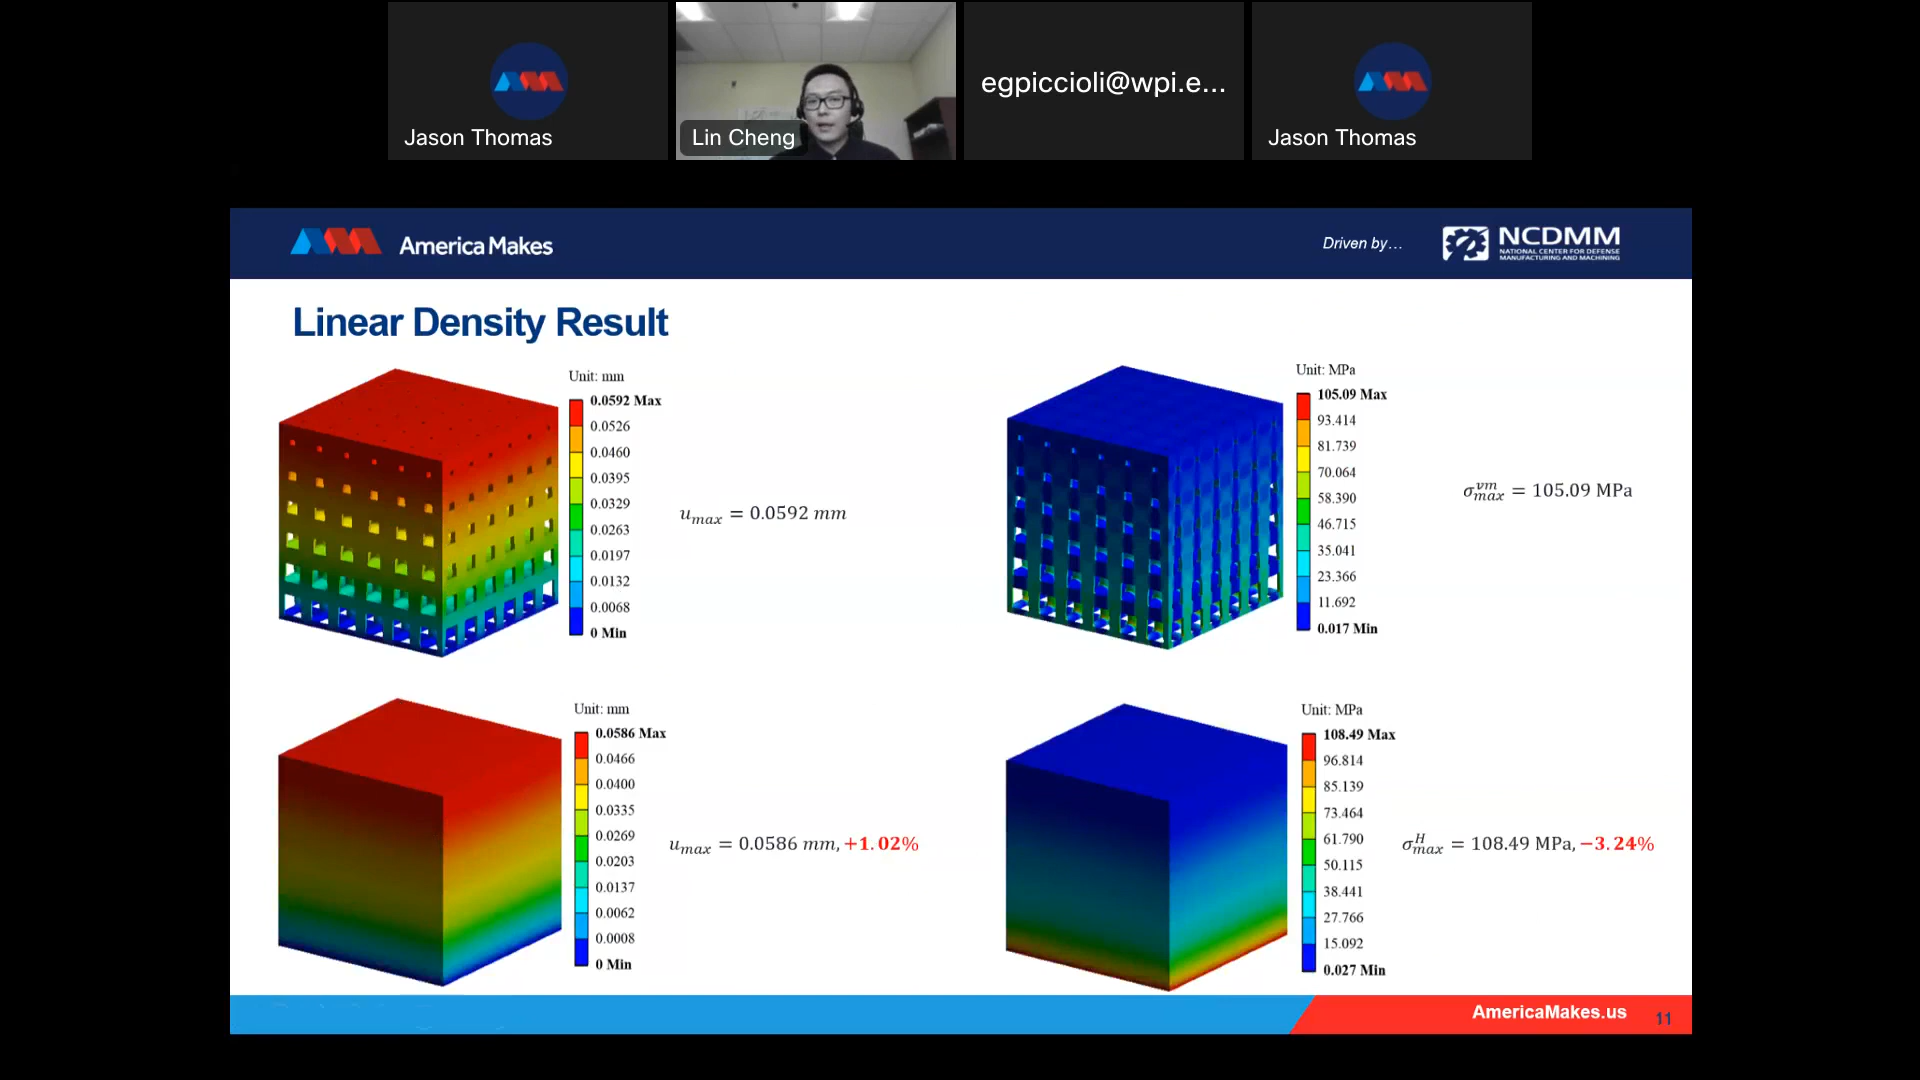 Jason Thomas
Lin Cheng
egpiccioli@wpi.e...
Jason Thomas
America Makes
Driven by…
NCDMM
NATIONAL CENTER FOR DEFENSE
MANUFACTURING AND MACHINING
Linear Density Result
Unit: mm
0.0592 Max
0.0526
0.0460
0.0395
0.0329
0.0263
0.0197
0.0132
0.0068
0 Min
u_max = 0.0592 mm
Unit: MPa
105.09 Max
93.414
81.739
70.064
58.390
46.715
35.041
23.366
11.692
0.017 Min
σ_max^vm = 105.09 MPa
Unit: mm
0.0586 Max
0.0466
0.0400
0.0335
0.0269
0.0203
0.0137
0.0062
0.0008
0 Min
u_max = 0.0586 mm, +1.02%
Unit: MPa
108.49 Max
96.814
85.139
73.464
61.790
50.115
38.441
27.766
15.092
0.027 Min
σ_max^H = 108.49 MPa, −3.24%
AmericaMakes.us
11